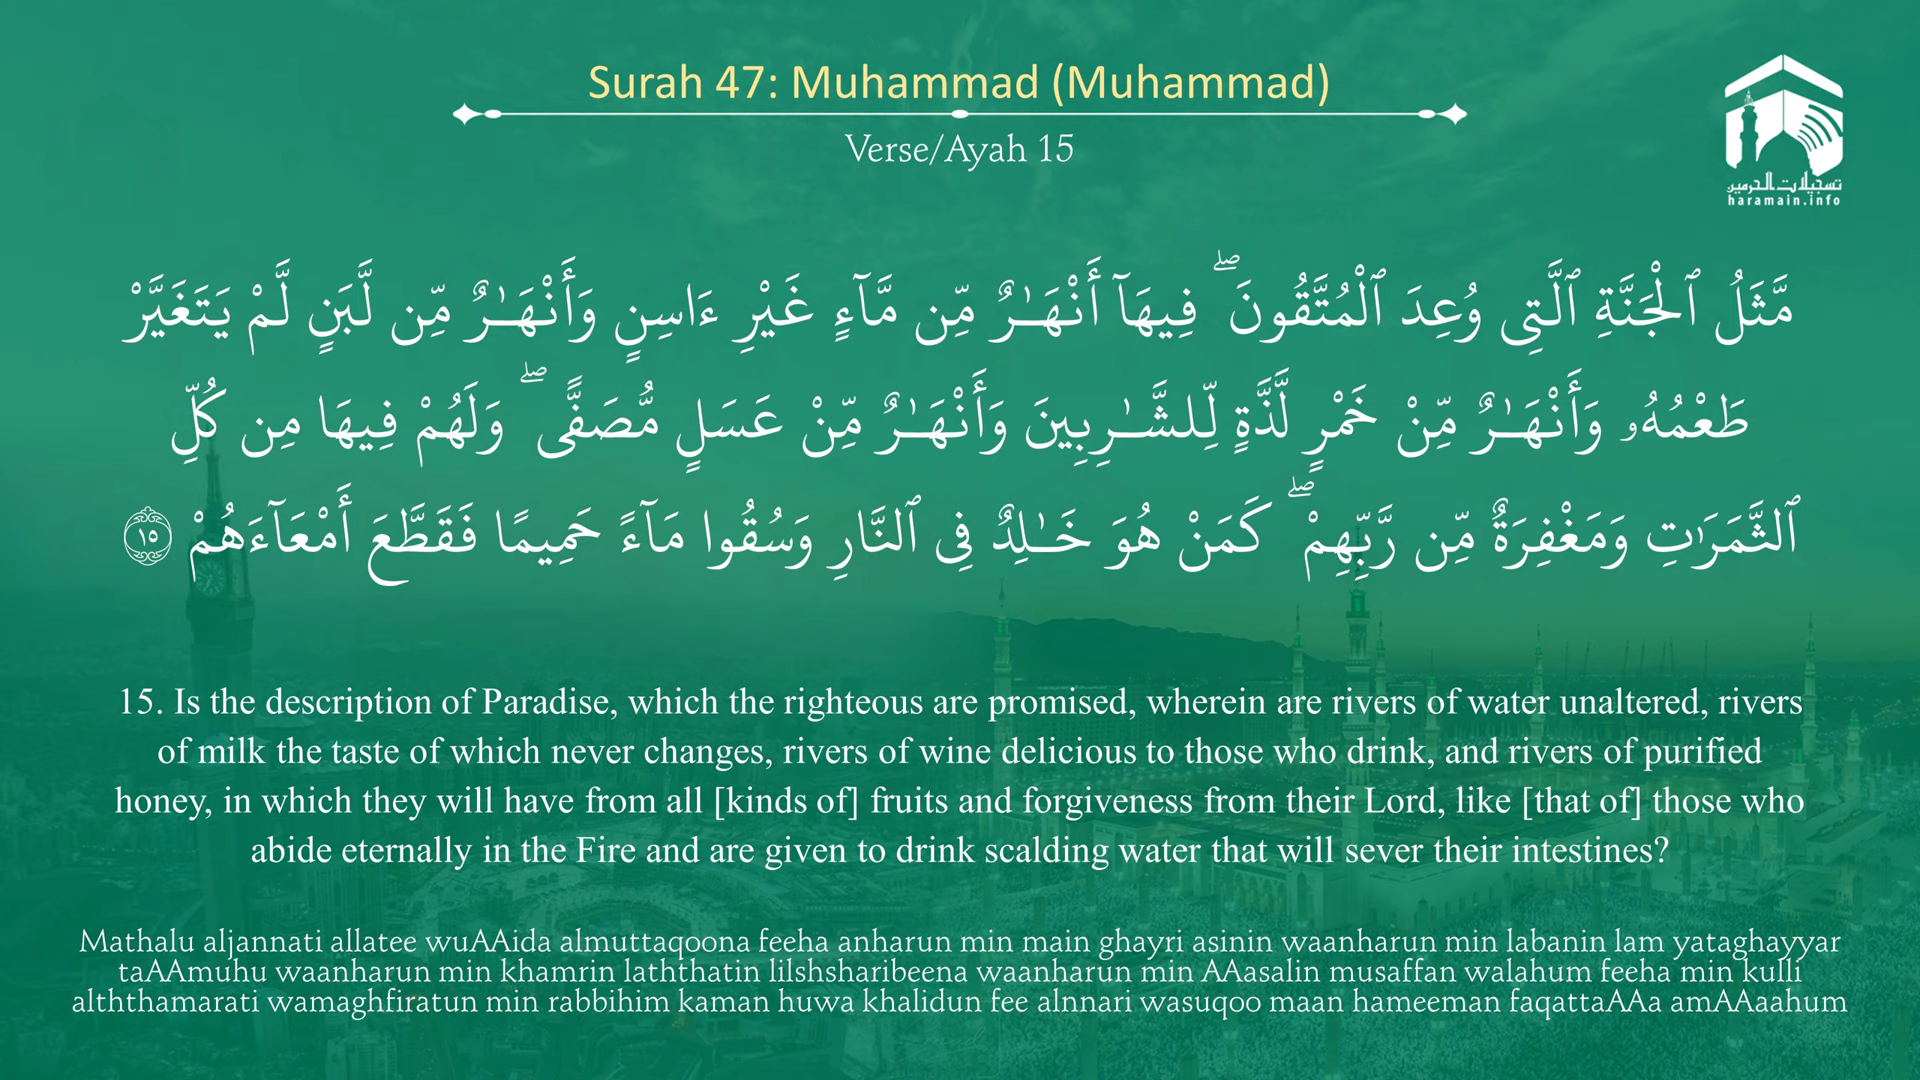 Surah 47: Muhammad (Muhammad)
Verse/Ayah 15
تسجيلات الحرمين
haramain.info
مَّثَلُ ٱلْجَنَّةِ ٱلَّتِى وُعِدَ ٱلْمُتَّقُونَ ۖ فِيهَآ أَنْهَـٰرٌ مِّن مَّآءٍ غَيْرِ ءَاسِنٍ وَأَنْهَـٰرٌ مِّن لَّبَنٍ لَّمْ يَتَغَيَّرْ
طَعْمُهُۥ وَأَنْهَـٰرٌ مِّنْ خَمْرٍ لَّذَّةٍ لِّلشَّـٰرِبِينَ وَأَنْهَـٰرٌ مِّنْ عَسَلٍ مُّصَفًّى ۖ وَلَهُمْ فِيهَا مِن كُلِّ
ٱلثَّمَرَٰتِ وَمَغْفِرَةٌ مِّن رَّبِّهِمْ ۖ كَمَنْ هُوَ خَـٰلِدٌ فِى ٱلنَّارِ وَسُقُوا مَآءً حَمِيمًا فَقَطَّعَ أَمْعَآءَهُمْ ١٥
15. Is the description of Paradise, which the righteous are promised, wherein are rivers of water unaltered, rivers
of milk the taste of which never changes, rivers of wine delicious to those who drink, and rivers of purified
honey, in which they will have from all [kinds of] fruits and forgiveness from their Lord, like [that of] those who
abide eternally in the Fire and are given to drink scalding water that will sever their intestines?
Mathalu aljannati allatee wuAAida almuttaqoona feeha anharun min main ghayri asinin waanharun min labanin lam yataghayyar
taAAmuhu waanharun min khamrin laththatin lilshsharibeena waanharun min AAasalin musaffan walahum feeha min kulli
alththamarati wamaghfiratun min rabbihim kaman huwa khalidun fee alnnari wasuqoo maan hameeman faqattaAAa amAAaahum